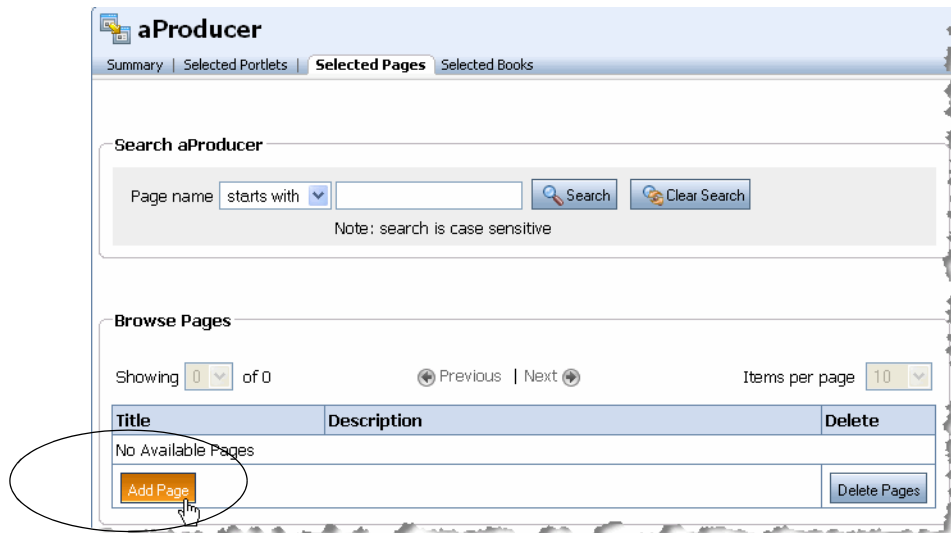 aProducer
Summary | Selected Portlets | Selected Pages Selected Books
Search aProducer
Page name starts with Search Clear Search
Note: search is case sensitive
Browse Pages
Showing 0 of 0 Previous | Next Items per page 10
Title Description Delete
No Available Pages
Add Page Delete Pages